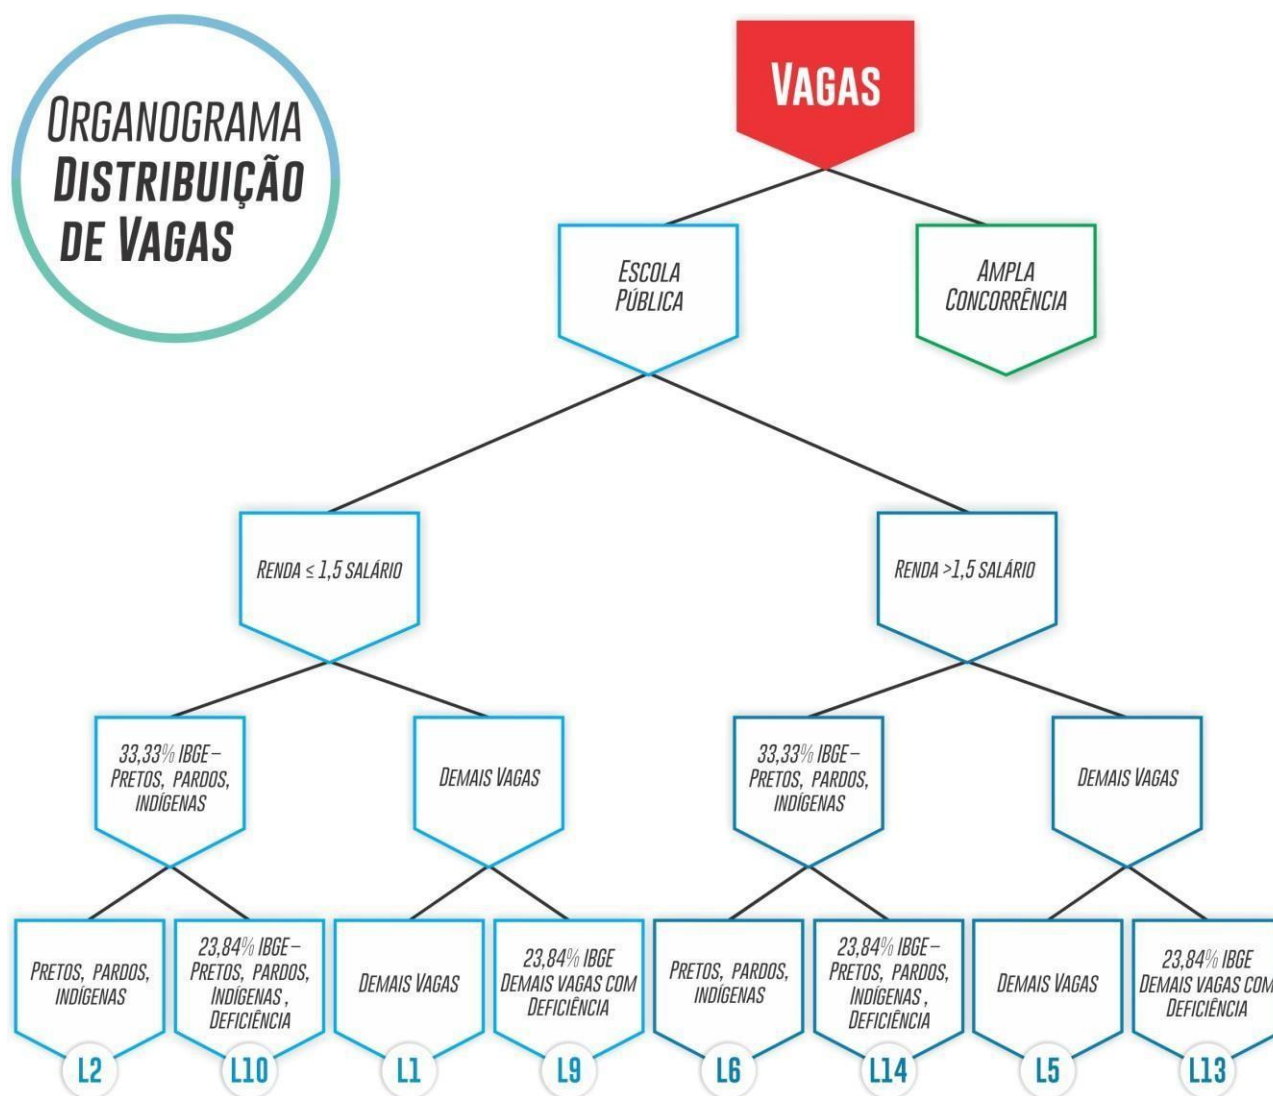 ORGANOGRAMA
DISTRIBUIÇÃO
DE VAGAS
VAGAS
ESCOLA
PÚBLICA
AMPLA
CONCORRÊNCIA
RENDA ≤ 1,5 SALÁRIO
RENDA >1,5 SALÁRIO
33,33% IBGE–
PRETOS, PARDOS,
INDÍGENAS
DEMAIS VAGAS
33,33% IBGE–
PRETOS, PARDOS,
INDÍGENAS
DEMAIS VAGAS
PRETOS, PARDOS,
INDÍGENAS
L2
23,84% IBGE–
PRETOS, PARDOS,
INDÍGENAS ,
DEFICIÊNCIA
L10
DEMAIS VAGAS
L1
23,84% IBGE
DEMAIS VAGAS COM
DEFICIÊNCIA
L9
PRETOS, PARDOS,
INDÍGENAS
L6
23,84% IBGE–
PRETOS, PARDOS,
INDÍGENAS ,
DEFICIÊNCIA
L14
DEMAIS VAGAS
L5
23,84% IBGE
DEMAIS VAGAS COM
DEFICIÊNCIA
L13